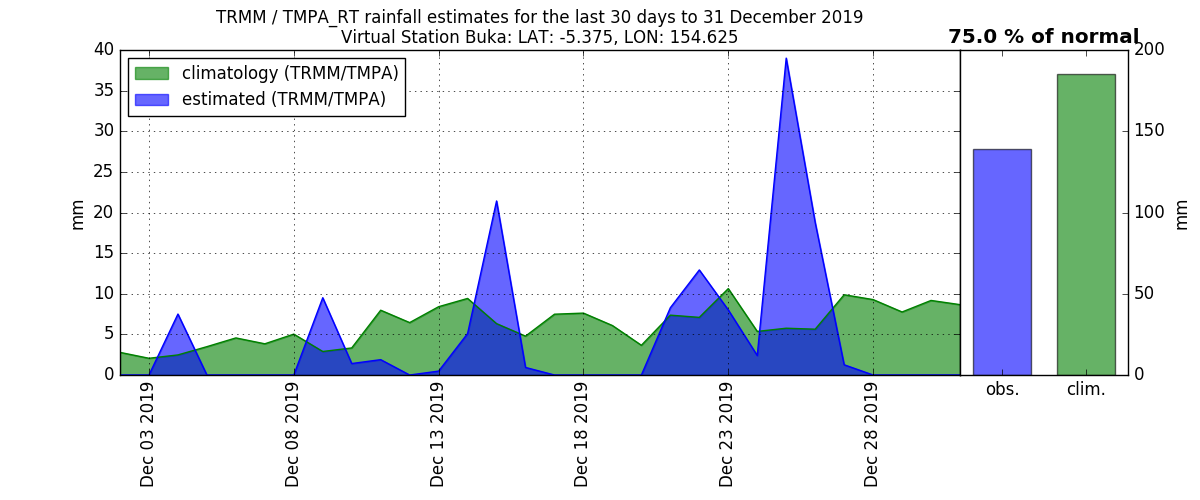 TRMM / TMPA_RT rainfall estimates for the last 30 days to 31 December 2019
Virtual Station Buka: LAT: -5.375, LON: 154.625
75.0 % of normal
climatology (TRMM/TMPA)
estimated (TRMM/TMPA)
mm
40
35
30
25
20
15
10
5
0
Dec 03 2019
Dec 08 2019
Dec 13 2019
Dec 18 2019
Dec 23 2019
Dec 28 2019
obs.
clim.
200
150
100
50
0
mm